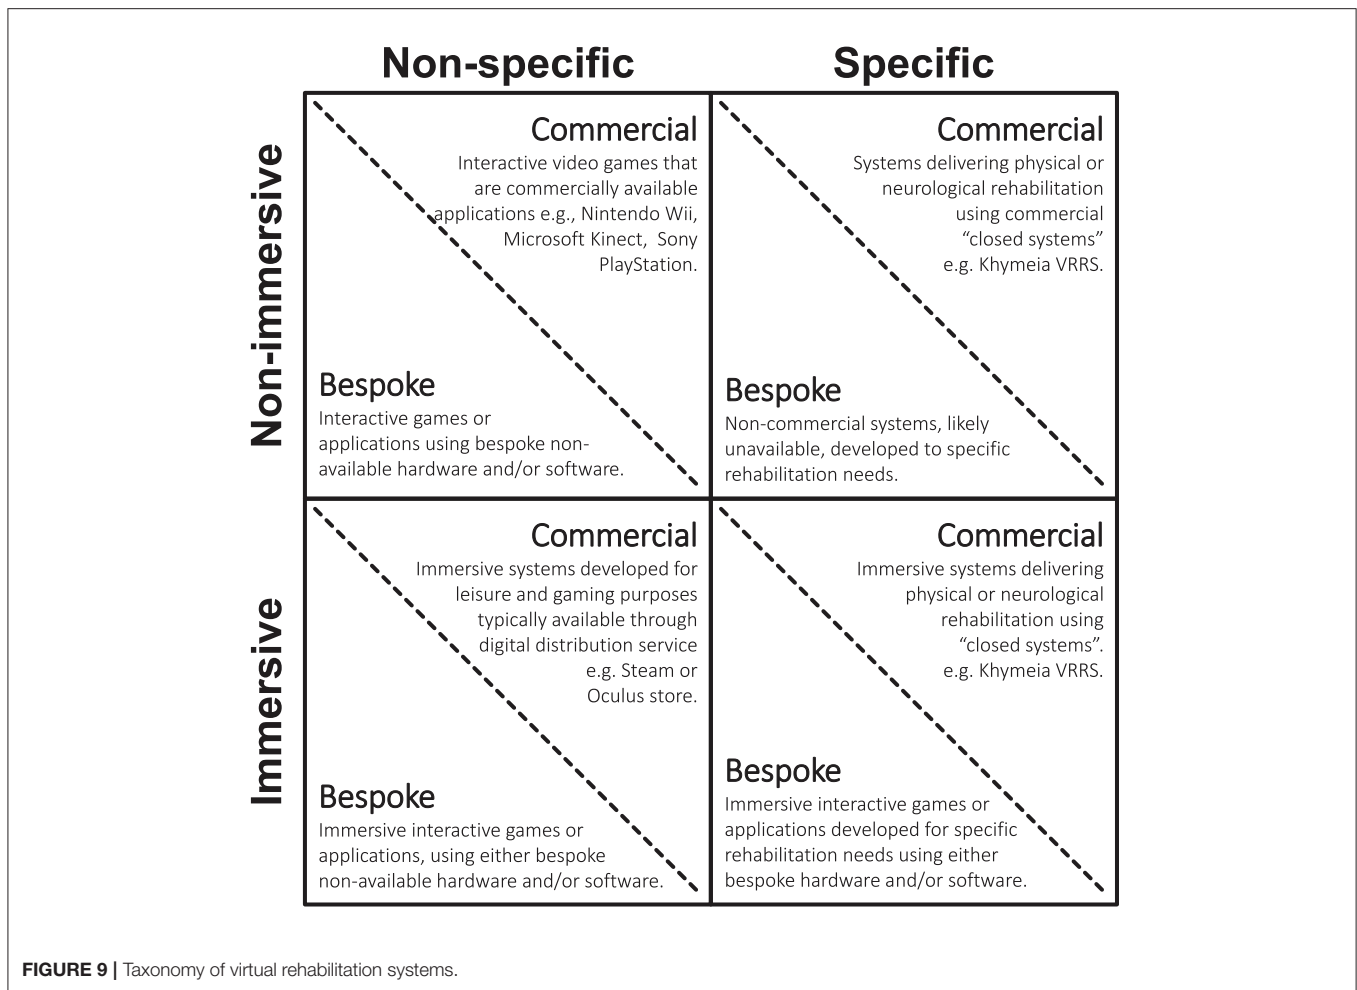 Non-specific
Specific
Non-immersive
Commercial
Interactive video games that
are commercially available
applications e.g., Nintendo Wii,
Microsoft Kinect, Sony
PlayStation.
Bespoke
Interactive games or
applications using bespoke non-
available hardware and/or software.
Commercial
Systems delivering physical or
neurological rehabilitation
using commercial
“closed systems”
e.g. Khymeia VRRS.
Bespoke
Non-commercial systems, likely
unavailable, developed to specific
rehabilitation needs.
Immersive
Commercial
Immersive systems developed for
leisure and gaming purposes
typically available through
digital distribution service
e.g. Steam or
Oculus store.
Bespoke
Immersive interactive games or
applications, using either bespoke
non-available hardware and/or software.
Commercial
Immersive systems delivering
physical or neurological
rehabilitation using
“closed systems”.
e.g. Khymeia VRRS.
Bespoke
Immersive interactive games or
applications developed for specific
rehabilitation needs using either
bespoke hardware and/or software.
FIGURE 9 | Taxonomy of virtual rehabilitation systems.